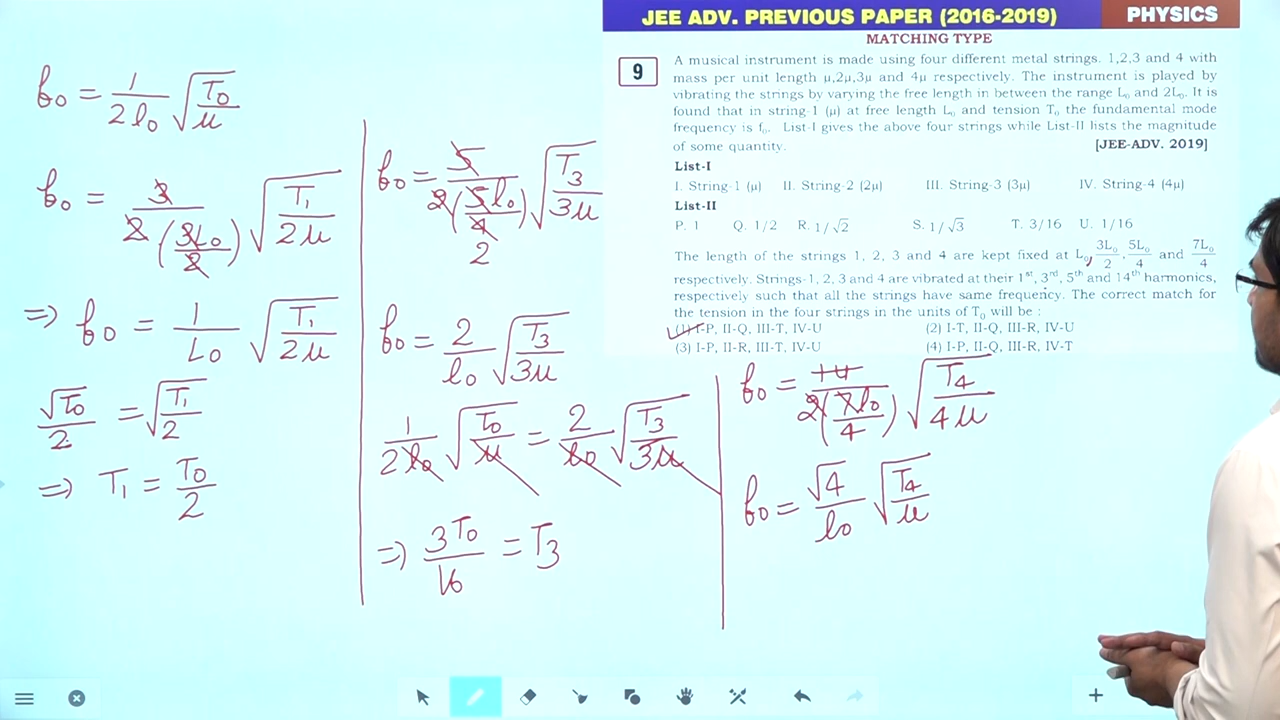 JEE ADV. PREVIOUS PAPER (2016-2019) PHYSICS
MATCHING TYPE
9
A musical instrument is made using four different metal strings. 1,2,3 and 4 with
mass per unit length μ,2μ,3μ and 4μ respectively. The instrument is played by
vibrating the strings by varying the free length in between the range L₀ and 2L₀. It is
found that in string-1 (μ) at free length L₀ and tension T₀ the fundamental mode
frequency is f₀. List-I gives the above four strings while List-II lists the magnitude
of some quantity. [JEE-ADV. 2019]
List-I
I. String-1 (μ) II. String-2 (2μ) III. String-3 (3μ) IV. String-4 (4μ)
List-II
P. 1 Q. 1/2 R. 1/√2 S. 1/√3 T. 3/16 U. 1/16
The length of the strings 1, 2, 3 and 4 are kept fixed at L₀, 3L₀/2, 5L₀/4 and 7L₀/4
respectively. Strings-1, 2, 3 and 4 are vibrated at their 1st, 3rd, 5th and 14th harmonics,
respectively such that all the strings have same frequency. The correct match for
the tension in the four strings in the units of T₀ will be :
(1) I-P, II-Q, III-T, IV-U (2) I-T, II-Q, III-R, IV-U
(3) I-P, II-R, III-T, IV-U (4) I-P, II-Q, III-R, IV-T
f₀ = 1/2l₀ √T₀/μ
f₀ = 3/2(3L₀/2) √T₁/2μ
⇒ f₀ = 1/L₀ √T₁/2μ
√T₀/2 = √T₁/2
⇒ T₁ = T₀/2
f₀ = 5/2(5l₀/4) √T₃/3μ
2
f₀ = 2/l₀ √T₃/3μ
1/2l₀ √T₀/μ = 2/l₀ √T₃/3μ
⇒ 3T₀/16 = T₃
f₀ = 14/2(7l₀/4) √T₄/4μ
f₀ = √4/l₀ √T₄/μ